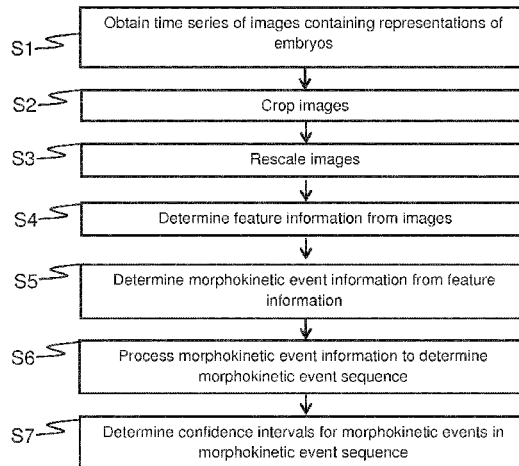 S1
Obtain time series of images containing representations of
embryos
S2
Crop images
S3
Rescale images
S4
Determine feature information from images
S5
Determine morphokinetic event information from feature
information
S6
Process morphokinetic event information to determine
morphokinetic event sequence
S7
Determine confidence intervals for morphokinetic events in
morphokinetic event sequence